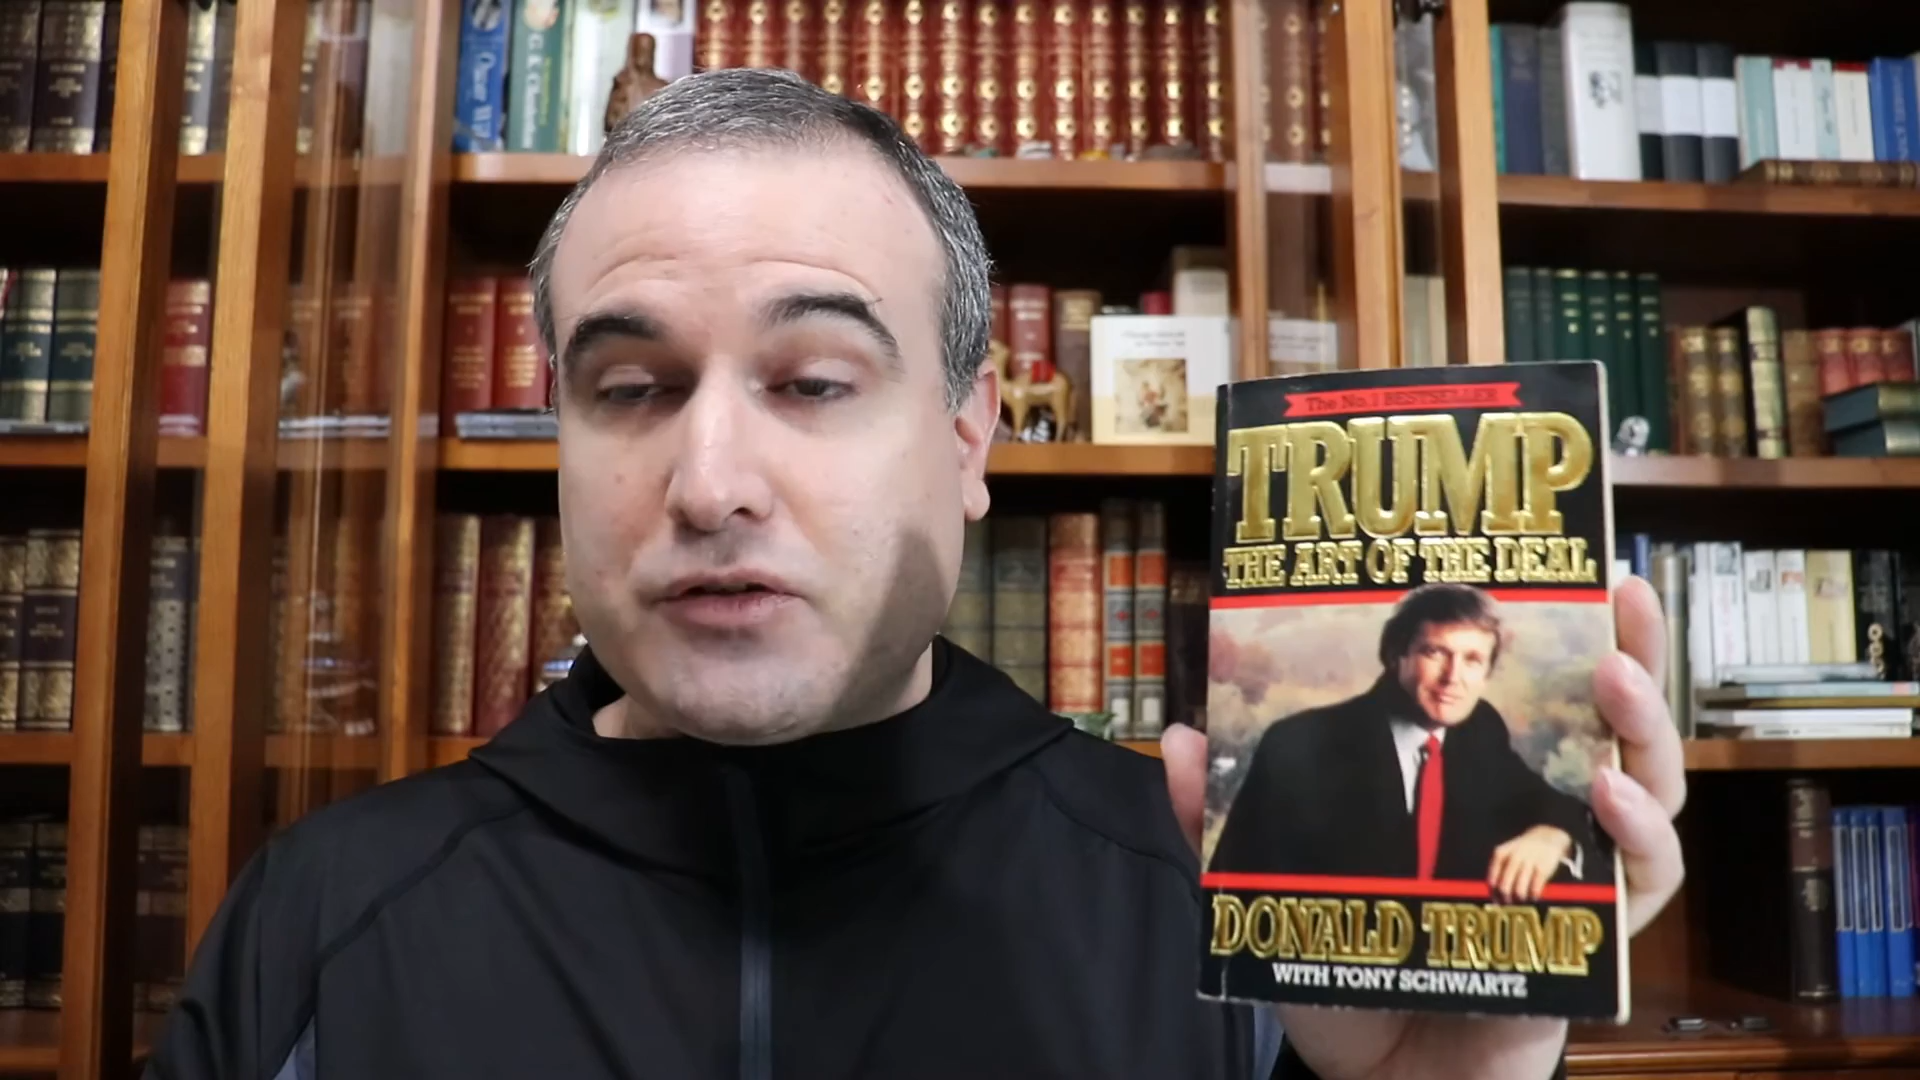 The No.1 BESTSELLER
TRUMP
THE ART OF THE DEAL
DONALD TRUMP
WITH TONY SCHWARTZ